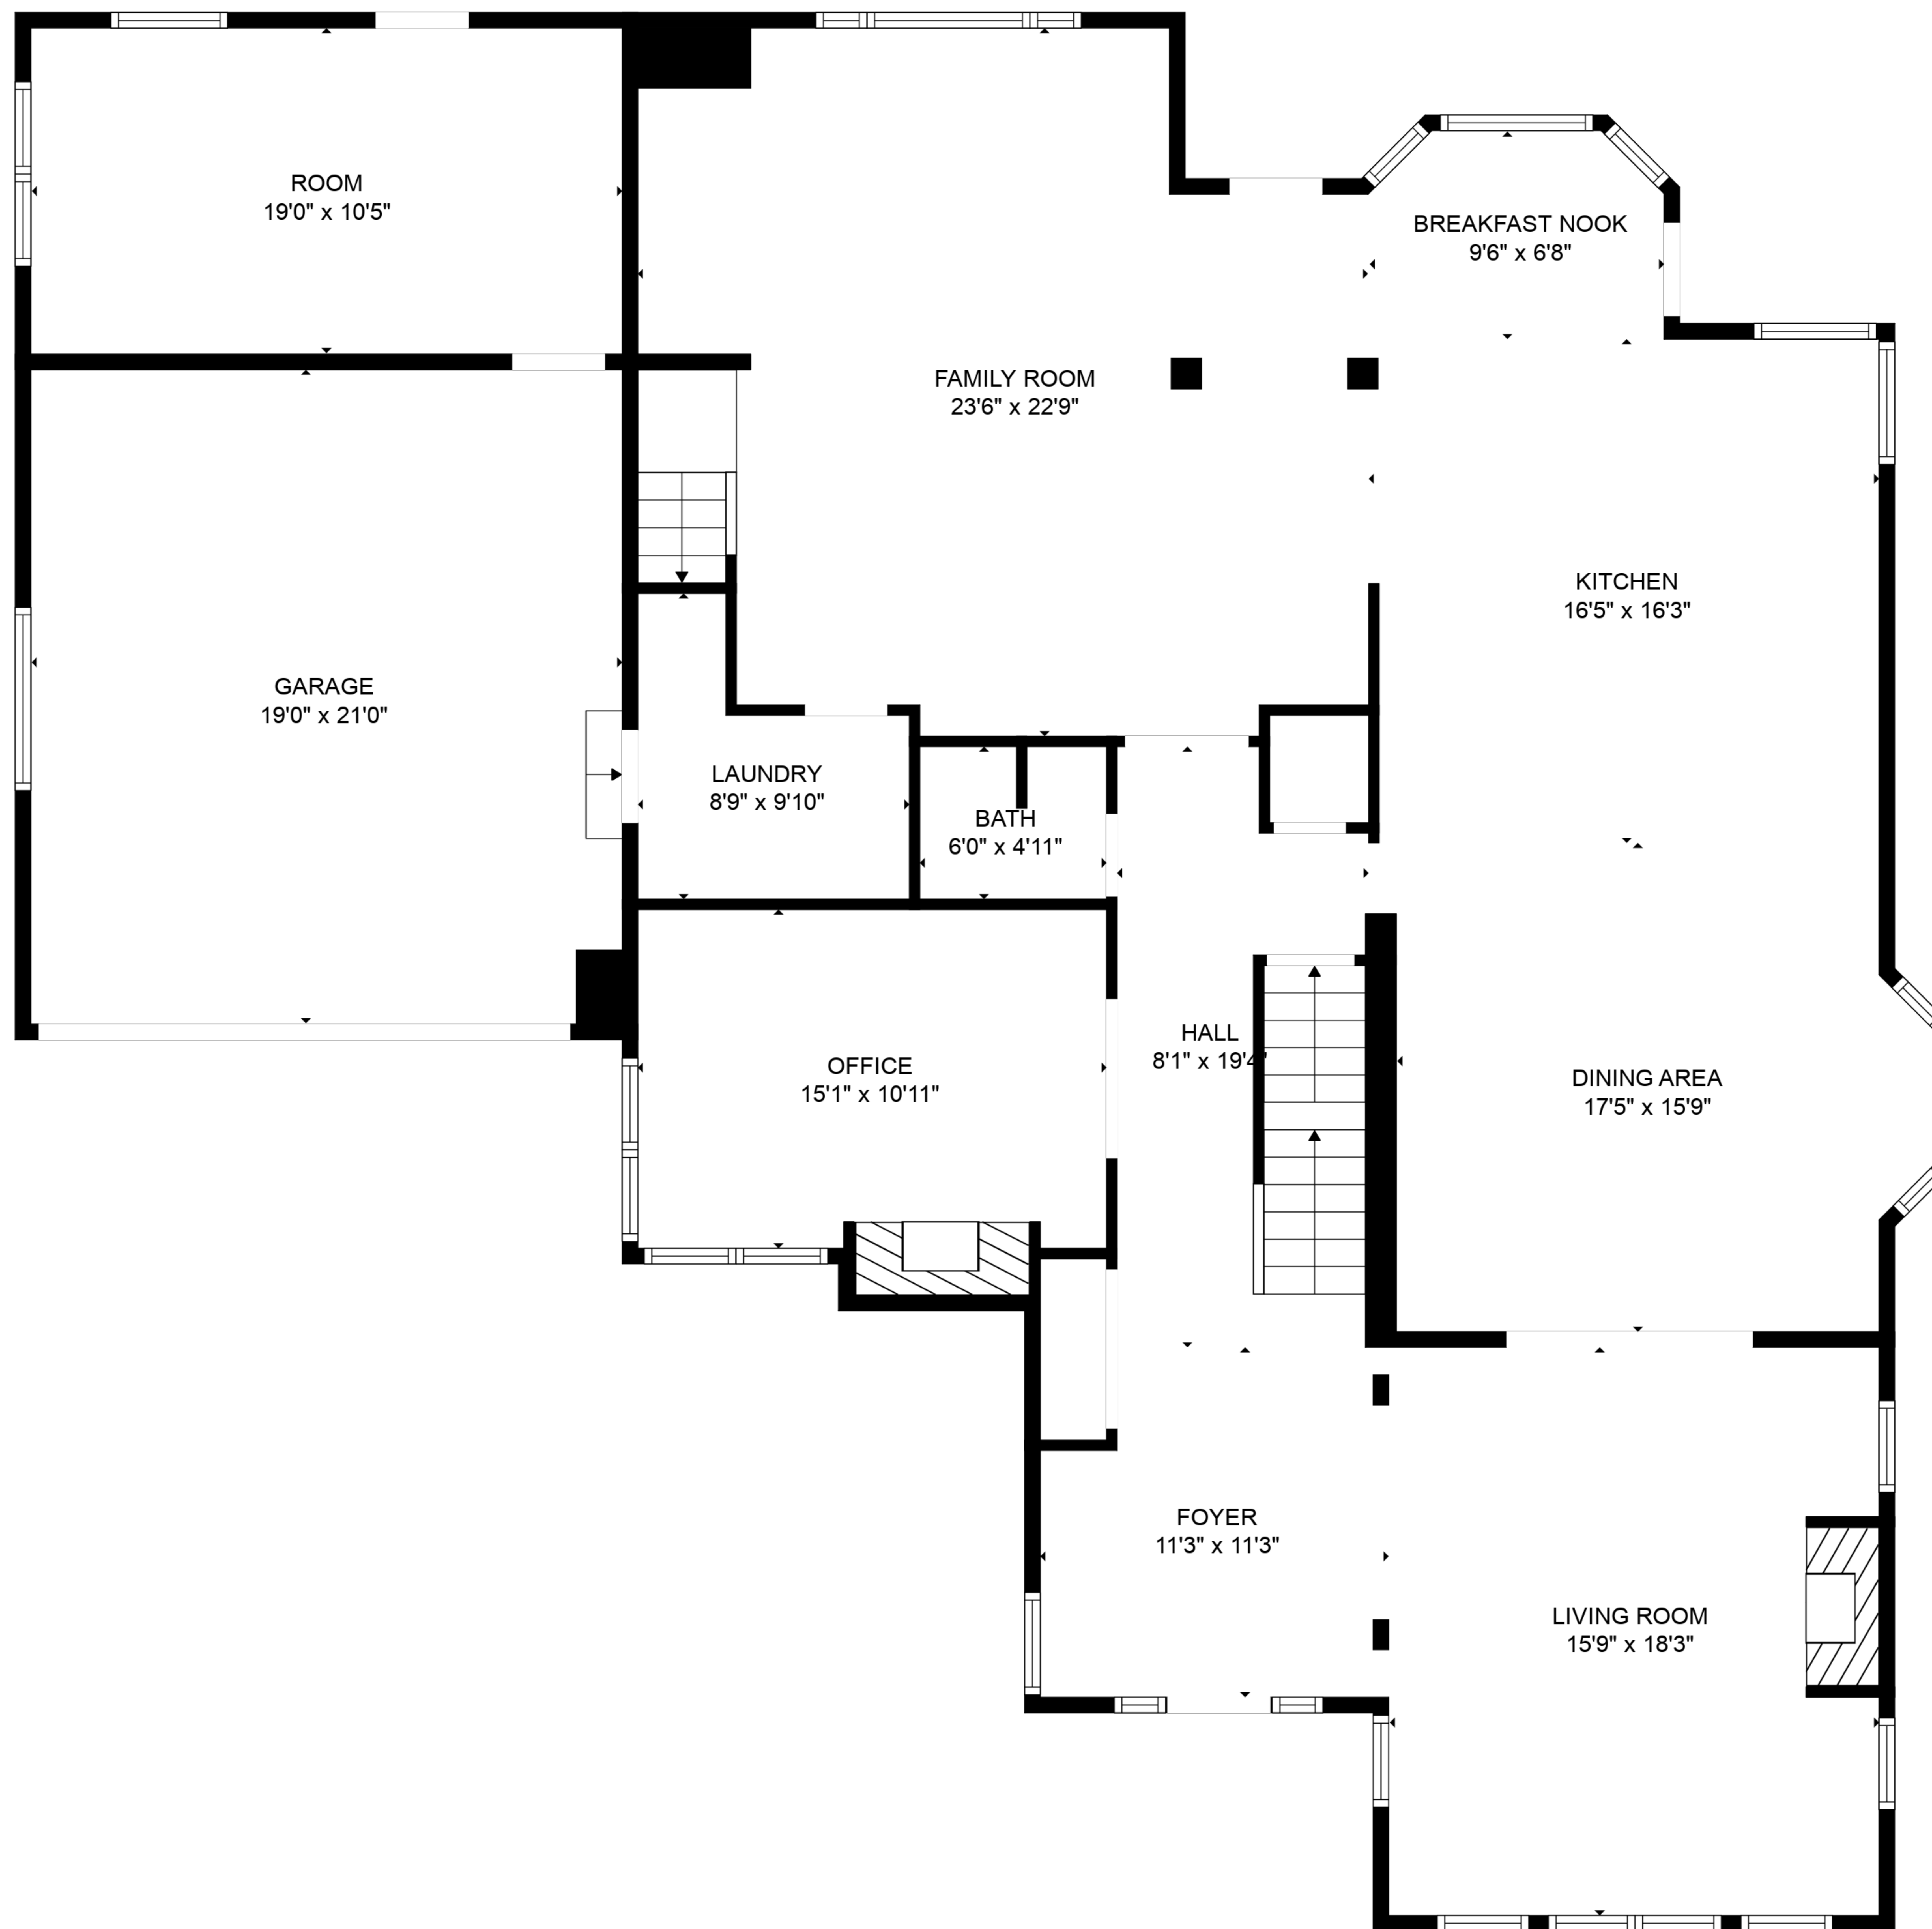 ROOM
19'0" x 10'5"
BREAKFAST NOOK
9'6" x 6'8"
FAMILY ROOM
23'6" x 22'9"
KITCHEN
16'5" x 16'3"
GARAGE
19'0" x 21'0"
LAUNDRY
8'9" x 9'10"
BATH
6'0" x 4'11"
HALL
8'1" x 19'4"
OFFICE
15'1" x 10'11"
DINING AREA
17'5" x 15'9"
FOYER
11'3" x 11'3"
LIVING ROOM
15'9" x 18'3"